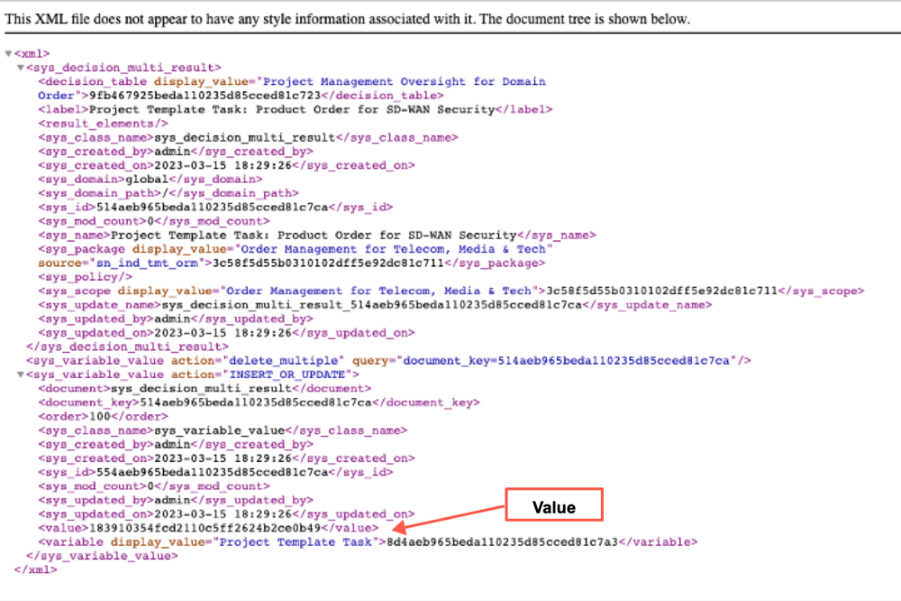 This XML file does not appear to have any style information associated with it. The document tree is shown below.
▼<xml>
▼<sys_decision_multi_result>
<decision_table display_value="Project Management Oversight for Domain
Order">9fb467925beda110235d85cced81c723</decision_table>
<label>Project Template Task: Product Order for SD-WAN Security</label>
<result_elements/>
<sys_class_name>sys_decision_multi_result</sys_class_name>
<sys_created_by>admin</sys_created_by>
<sys_created_on>2023-03-15 18:29:26</sys_created_on>
<sys_domain>global</sys_domain>
<sys_domain_path>/</sys_domain_path>
<sys_id>514aeb965beda110235d85cced81c7ca</sys_id>
<sys_mod_count>0</sys_mod_count>
<sys_name>Project Template Task: Product Order for SD-WAN Security</sys_name>
<sys_package display_value="Order Management for Telecom, Media & Tech"
source="sn_ind_tmt_orm">3c58f5d55b0310102dff5e92dc81c711</sys_package>
<sys_policy/>
<sys_scope display_value="Order Management for Telecom, Media & Tech">3c58f5d55b0310102dff5e92dc81c711</sys_scope>
<sys_update_name>sys_decision_multi_result_514aeb965beda110235d85cced81c7ca</sys_update_name>
<sys_updated_by>admin</sys_updated_by>
<sys_updated_on>2023-03-15 18:29:26</sys_updated_on>
</sys_decision_multi_result>
<sys_variable_value action="delete_multiple" query="document_key=514aeb965beda110235d85cced81c7ca"/>
▼<sys_variable_value action="INSERT_OR_UPDATE">
<document>sys_decision_multi_result</document>
<document_key>514aeb965beda110235d85cced81c7ca</document_key>
<order>100</order>
<sys_class_name>sys_variable_value</sys_class_name>
<sys_created_by>admin</sys_created_by>
<sys_created_on>2023-03-15 18:29:26</sys_created_on>
<sys_id>554aeb965beda110235d85cced81c7ca</sys_id>
<sys_mod_count>0</sys_mod_count>
<sys_updated_by>admin</sys_updated_by>
<sys_updated_on>2023-03-15 18:29:26</sys_updated_on>
Value
<value>183910354fcd2110c5ff2624b2ce0b49</value>
<variable display_value="Project Template Task">8d4aeb965beda110235d85cced81c7a3</variable>
</sys_variable_value>
</xml>